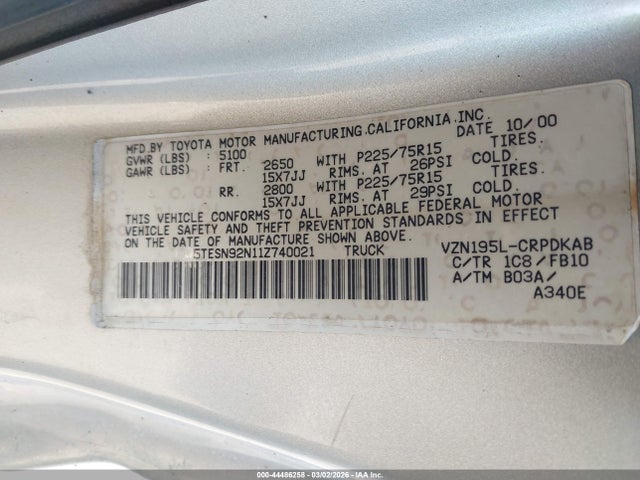 MFD.BY TOYOTA MOTOR MANUFACTURING.CALIFORNIA.INC.
DATE 10/00
GVWR (LBS) : 5100
GAWR (LBS) : FRT. 2650 WITH P225/75R15 TIRES.
15X7JJ RIMS. AT 26PSI COLD.
RR. 2800 WITH P225/75R15 TIRES.
15X7JJ RIMS. AT 29PSI COLD.
THIS VEHICLE CONFORMS TO ALL APPLICABLE FEDERAL MOTOR
VEHICLE SAFETY AND THEFT PREVENTION STANDARDS IN EFFECT
ON THE DATE OF MANUFACTURE SHOWN ABOVE.
5TESN92N11Z740021 TRUCK
VZN195L-CRPDKAB
C/TR 1C8/FB10
A/TM B03A/
A340E
000-44486258 - 03/02/2026 - IAAI PHOTO